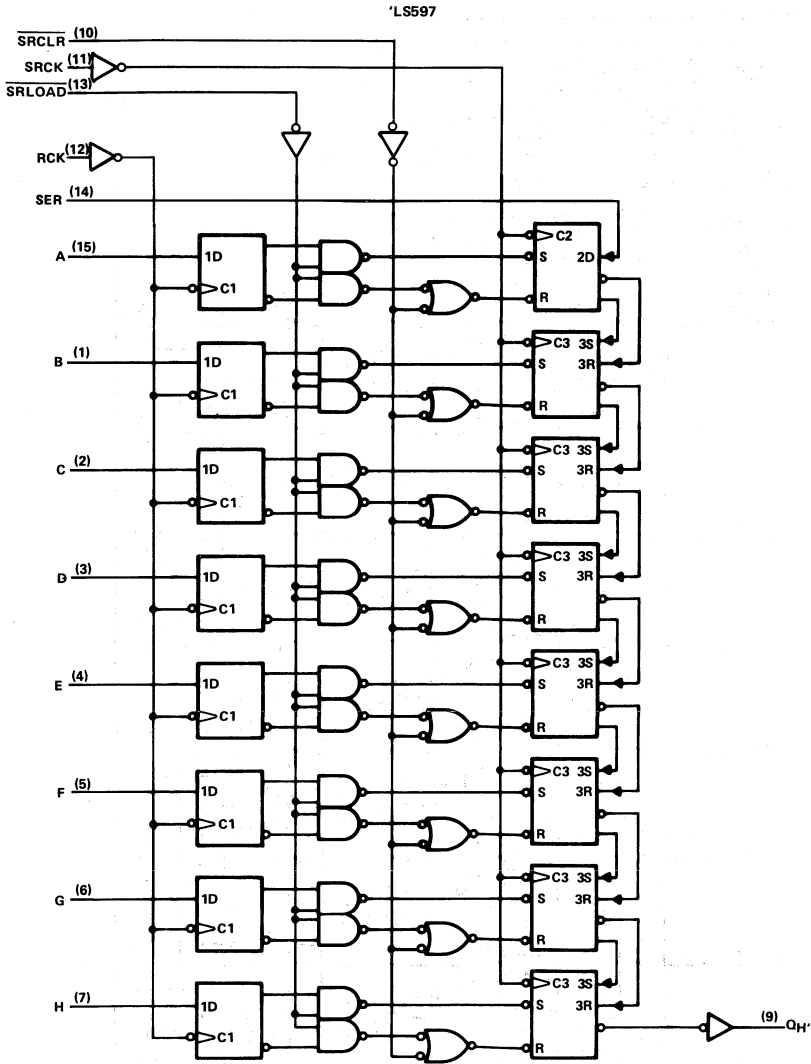 'LS597
SRCLR (10)
SRCK (11)
SRLOAD (13)
RCK (12)
SER (14)
A (15) 1D C1 C2 S 2D R
B (1) 1D C1 C3 3S S 3R R
C (2) 1D C1 C3 3S S 3R R
D (3) 1D C1 C3 3S S 3R R
E (4) 1D C1 C3 3S S 3R R
F (5) 1D C1 C3 3S S 3R R
G (6) 1D C1 C3 3S S 3R R
H (7) 1D C1 C3 3S S 3R R
(9) QH'